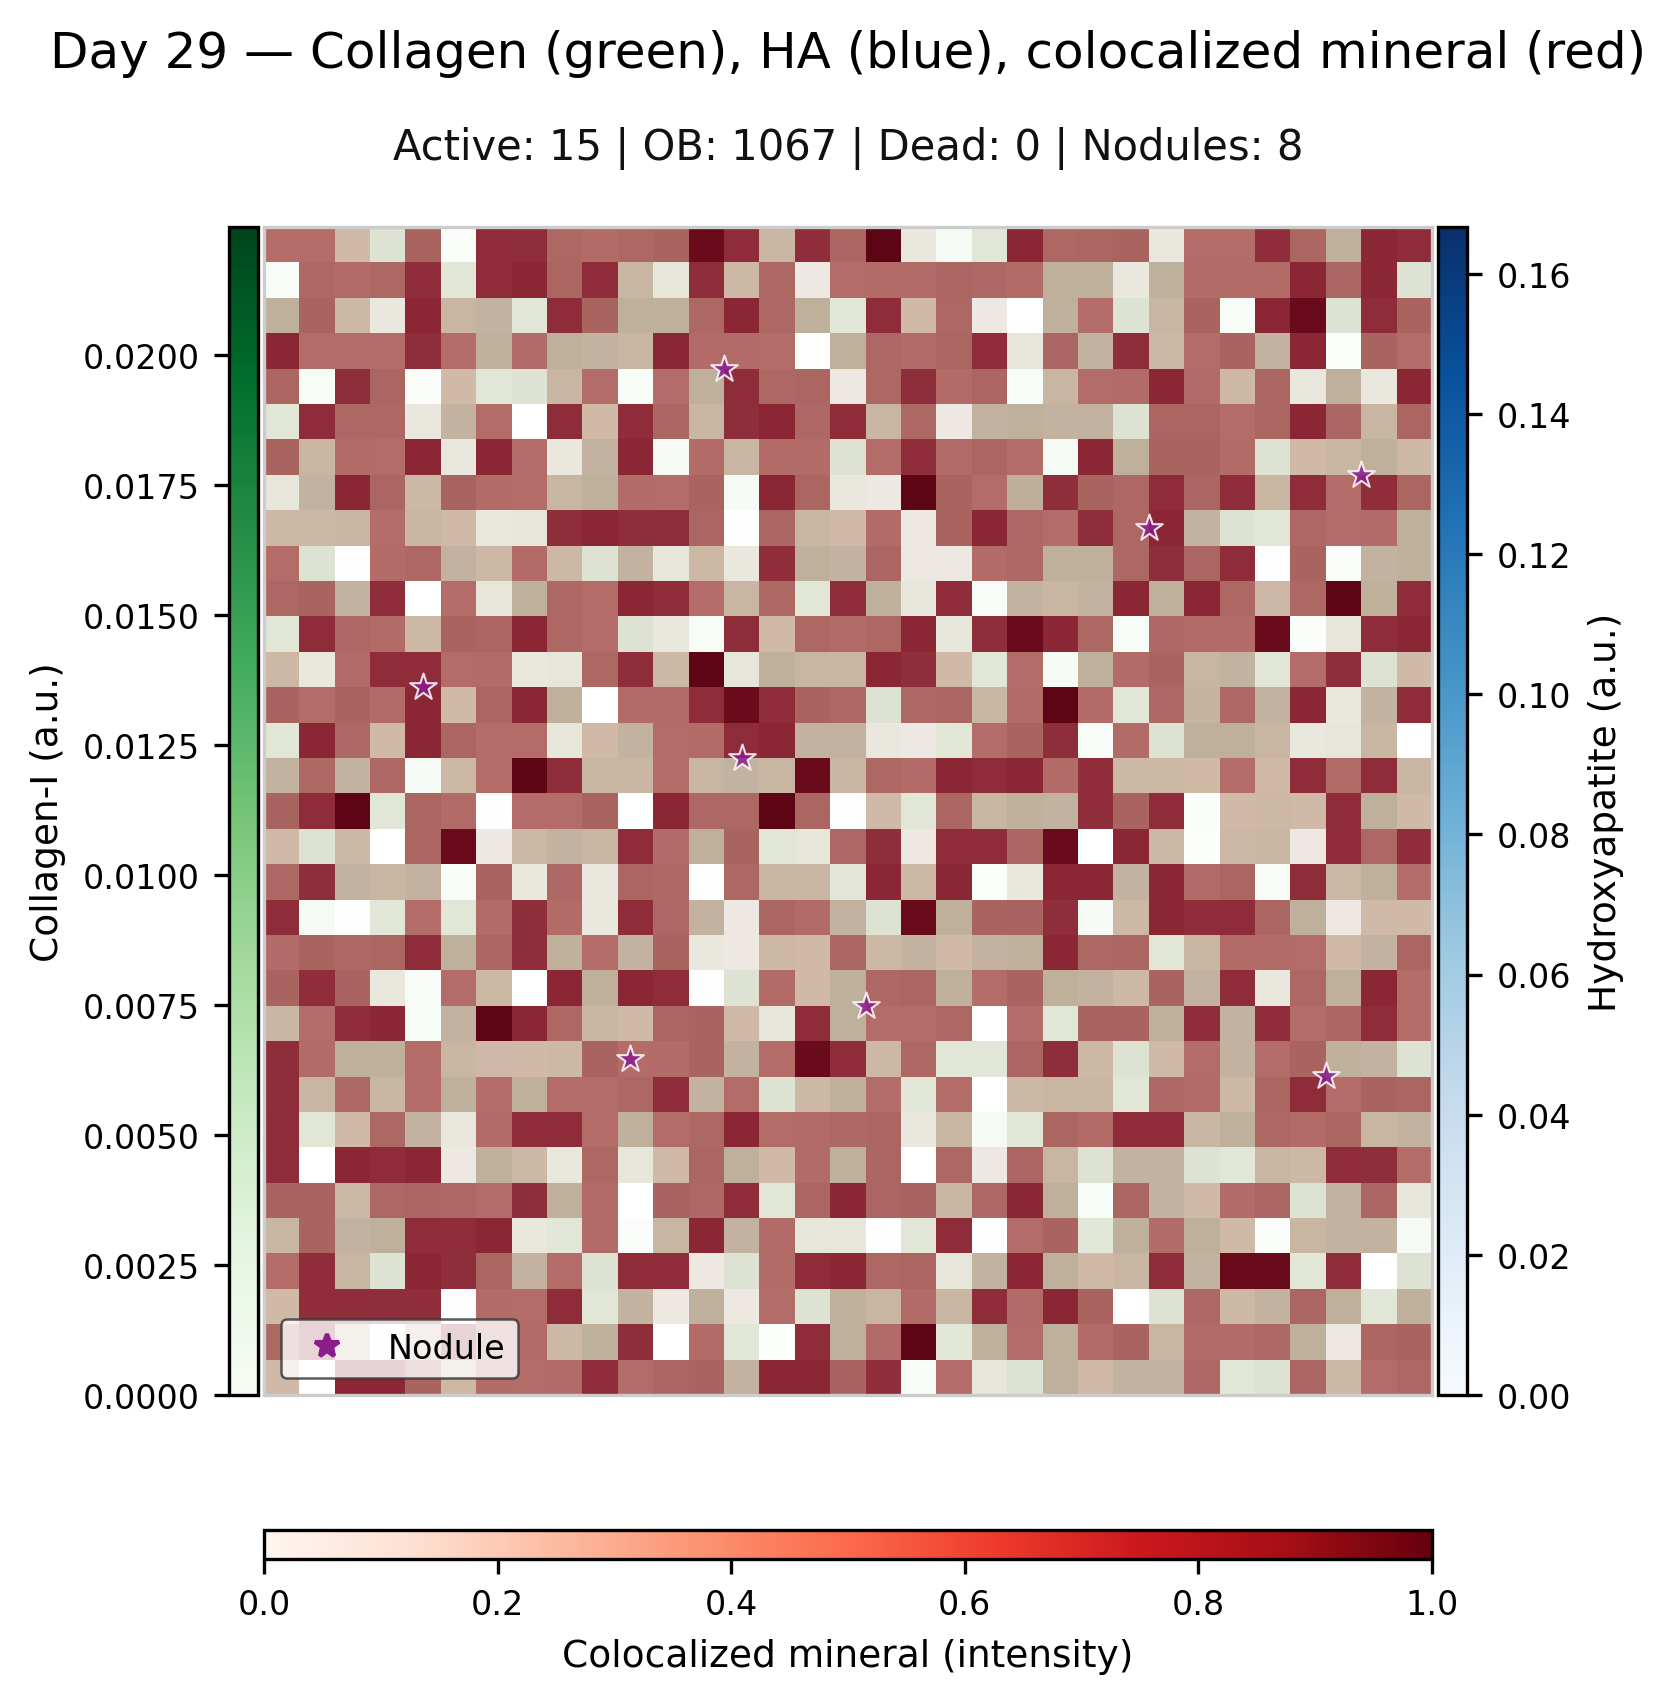 Day 29 — Collagen (green), HA (blue), colocalized mineral (red)
Active: 15 | OB: 1067 | Dead: 0 | Nodules: 8
Collagen-I (a.u.)
0.0200
0.0175
0.0150
0.0125
0.0100
0.0075
0.0050
0.0025
0.0000
Nodule
0.16
0.14
0.12
0.10
0.08
0.06
0.04
0.02
0.00
Hydroxyapatite (a.u.)
0.0 0.2 0.4 0.6 0.8 1.0
Colocalized mineral (intensity)